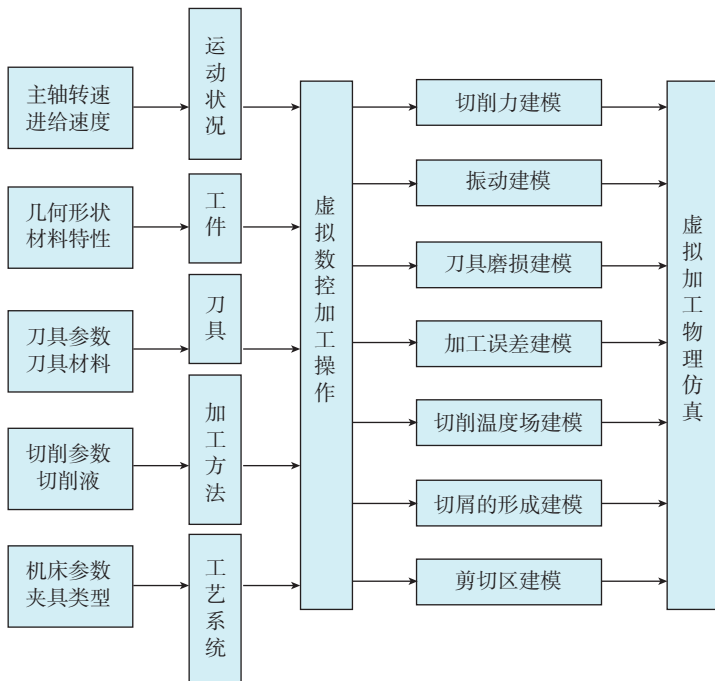 主轴转速
进给速度
运动状况
几何形状
材料特性
工件
刀具参数
刀具材料
刀具
切削参数
切削液
加工方法
机床参数
夹具类型
工艺系统
虚拟数控加工操作
切削力建模
振动建模
刀具磨损建模
加工误差建模
切削温度场建模
切屑的形成建模
剪切区建模
虚拟加工物理仿真